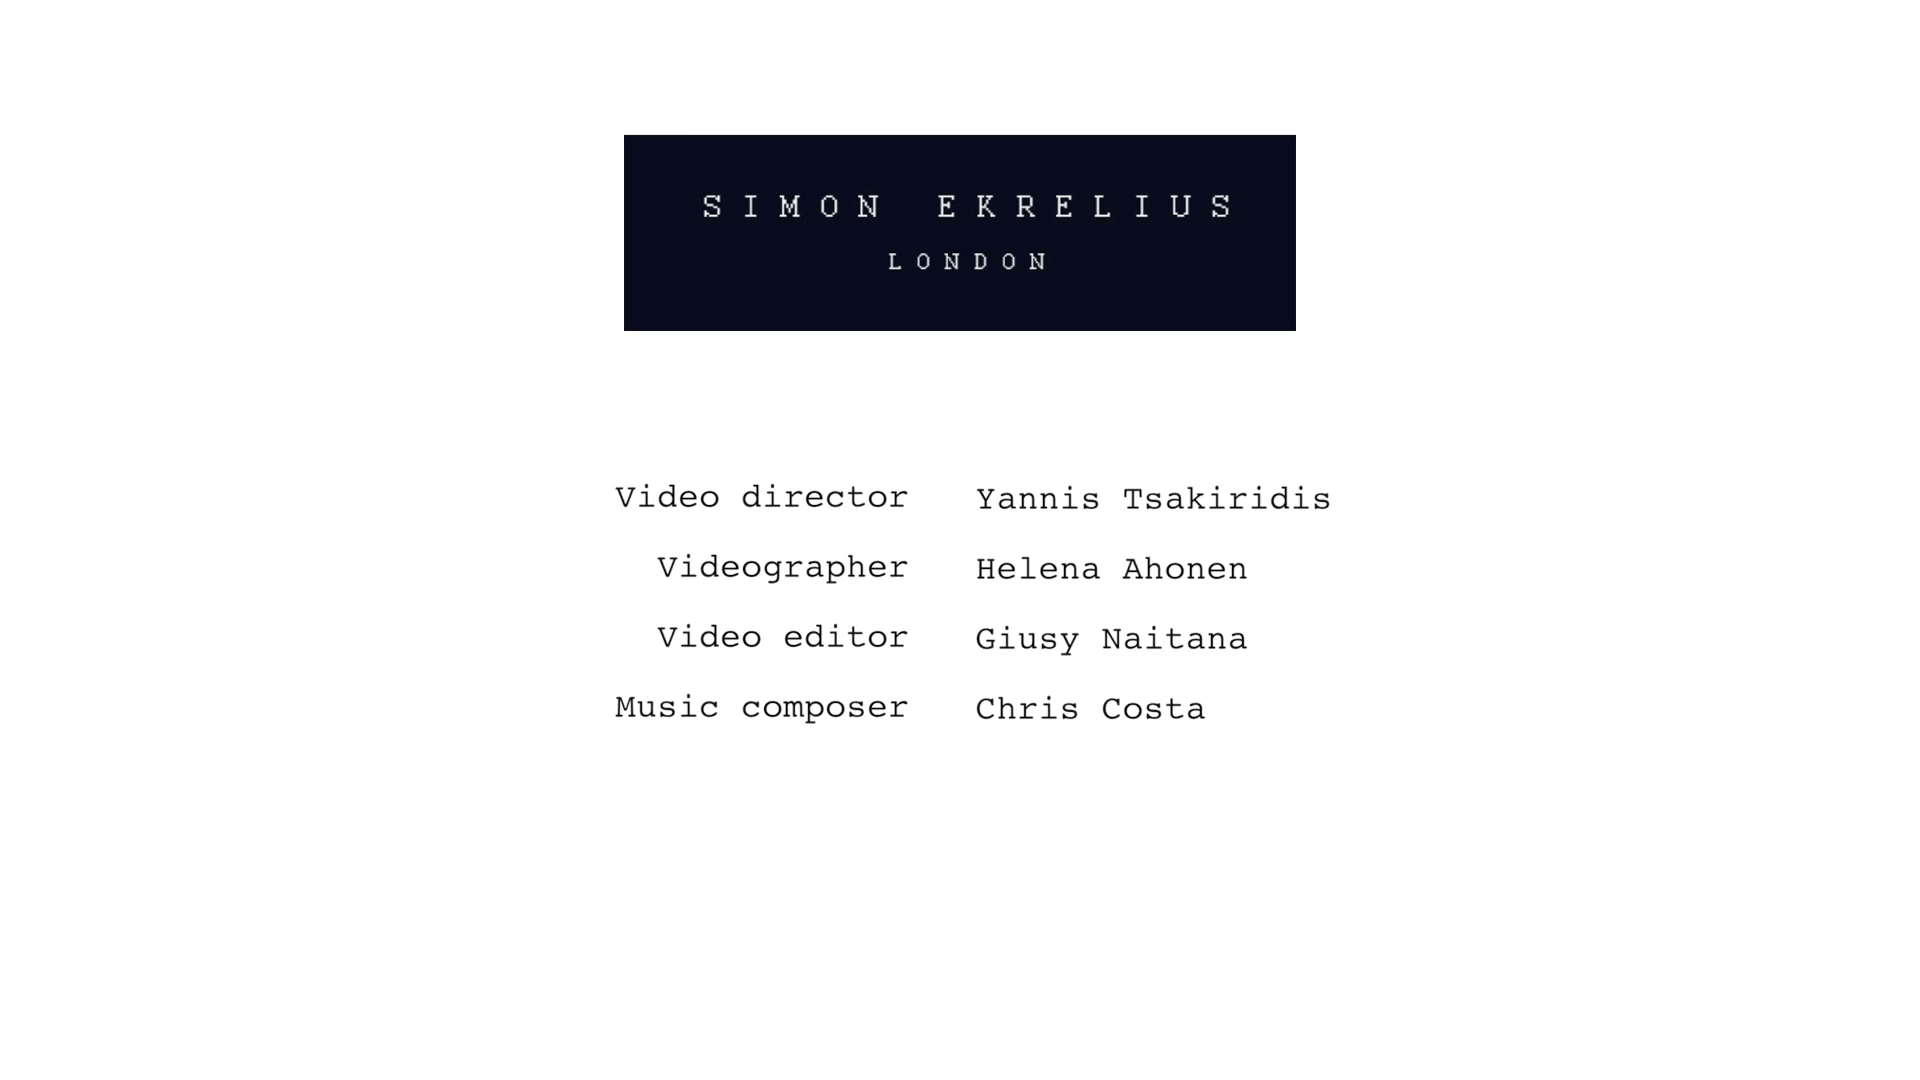 SIMON EKRELIUS
LONDON
Video director Yannis Tsakiridis
Videographer Helena Ahonen
Video editor Giusy Naitana
Music composer Chris Costa